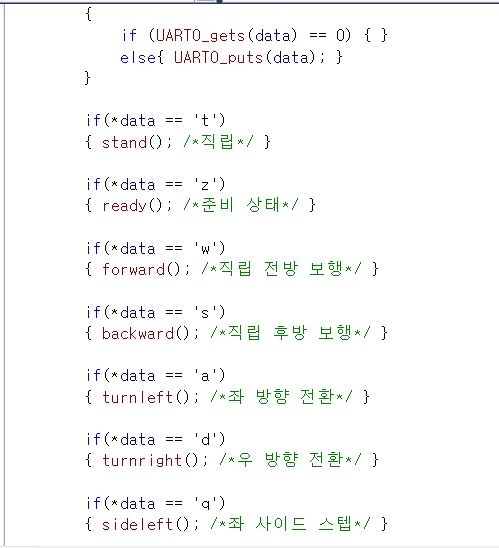 {
if (UART0_gets(data) == 0) { }
else{ UART0_puts(data); }
}
if(*data == 't')
{ stand(); /*직립*/ }
if(*data == 'z')
{ ready(); /*준비 상태*/ }
if(*data == 'w')
{ forward(); /*직립 전방 보행*/ }
if(*data == 's')
{ backward(); /*직립 후방 보행*/ }
if(*data == 'a')
{ turnleft(); /*좌 방향 전환*/ }
if(*data == 'd')
{ turnright(); /*우 방향 전환*/ }
if(*data == 'q')
{ sideleft(); /*좌 사이드 스텝*/ }